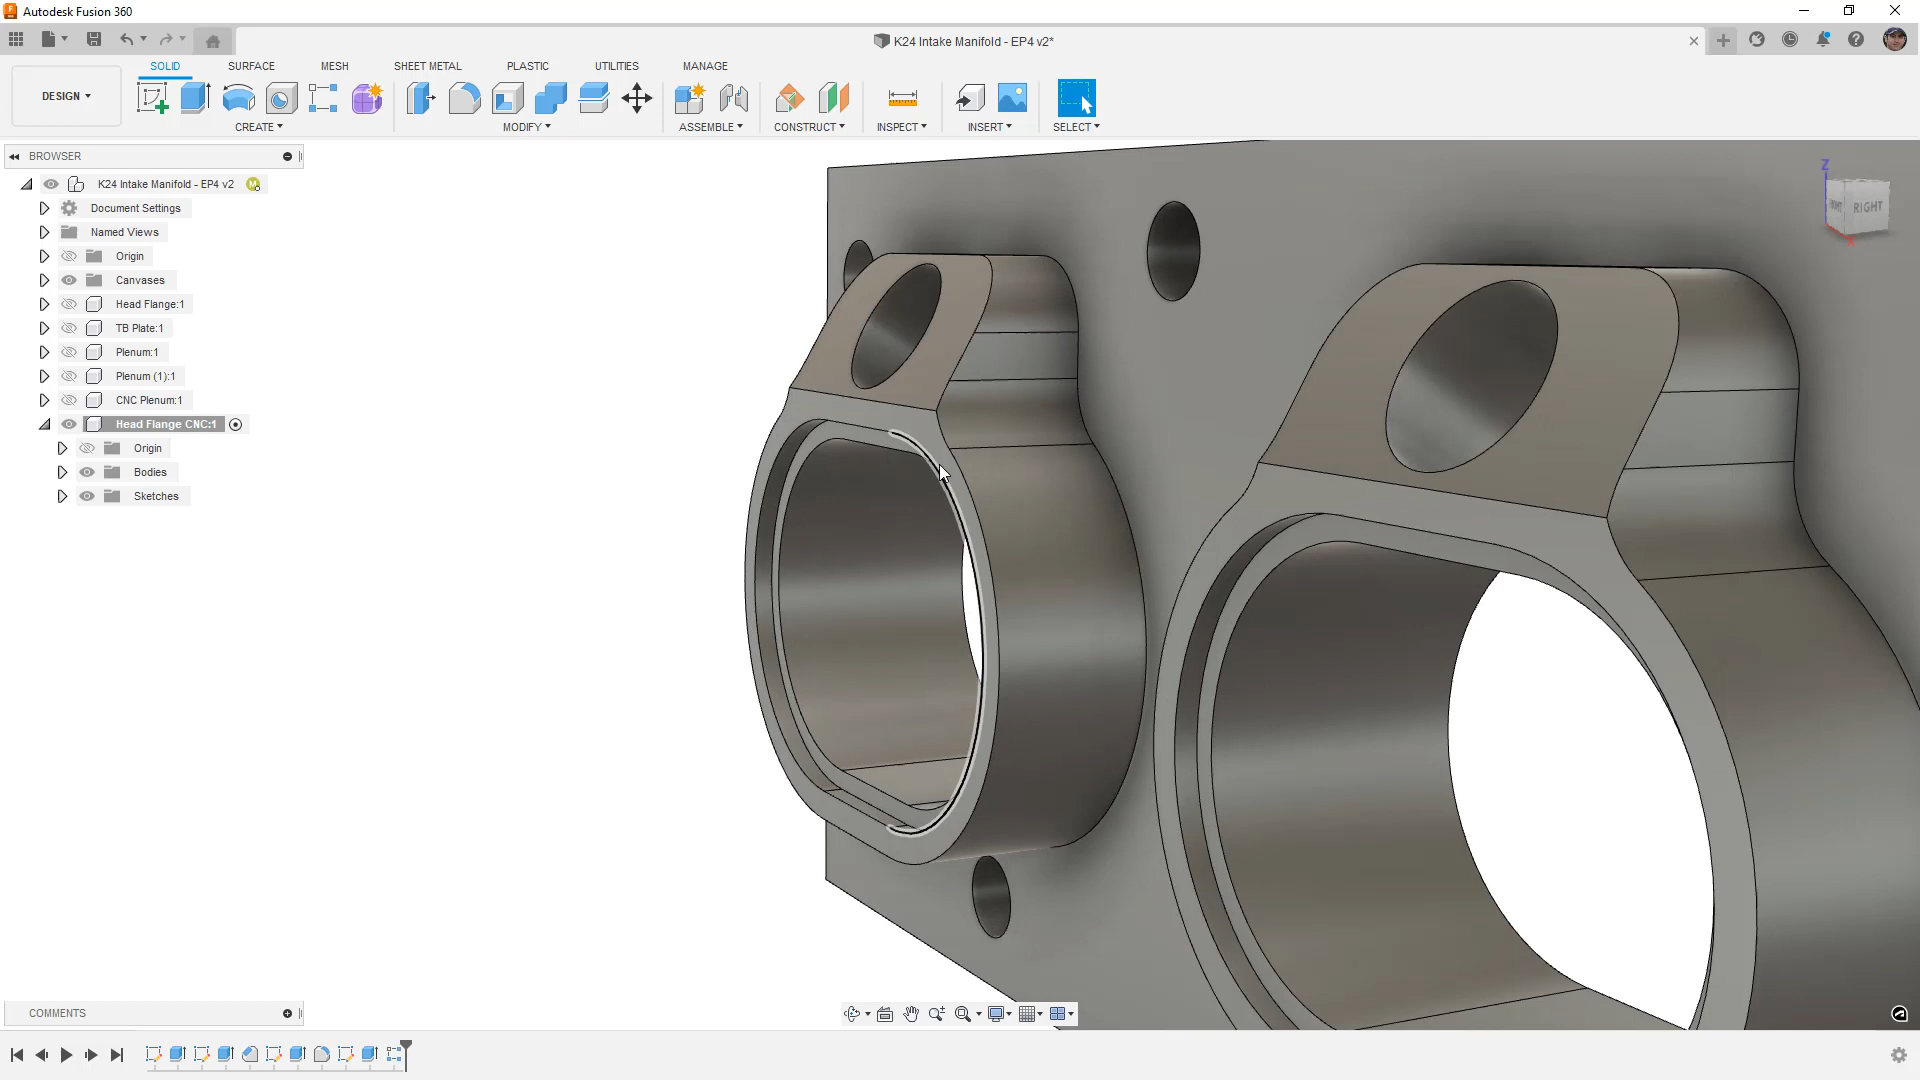 Autodesk Fusion 360
K24 Intake Manifold - EP4 v2*
SOLID SURFACE MESH SHEET METAL PLASTIC UTILITIES MANAGE
DESIGN
CREATE MODIFY ASSEMBLE CONSTRUCT INSPECT INSERT SELECT
BROWSER
K24 Intake Manifold - EP4 v2
Document Settings
Named Views
Origin
Canvases
Head Flange:1
TB Plate:1
Plenum:1
Plenum (1):1
CNC Plenum:1
Head Flange CNC:1
Origin
Bodies
Sketches
Z
RIGHT
X
COMMENTS